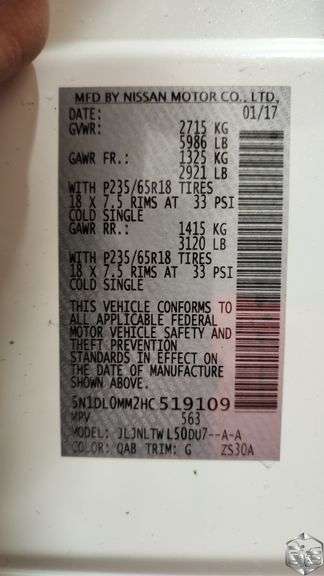 MFD BY NISSAN MOTOR CO., LTD.
DATE: 01/17
GVWR: 2715 KG
5986 LB
GAWR FR.: 1325 KG
2921 LB
WITH P235/65R18 TIRES
18 X 7.5 RIMS AT 33 PSI
COLD SINGLE
GAWR RR.: 1415 KG
3120 LB
WITH P235/65R18 TIRES
18 X 7.5 RIMS AT 33 PSI
COLD SINGLE
THIS VEHICLE CONFORMS TO
ALL APPLICABLE FEDERAL
MOTOR VEHICLE SAFETY AND
THEFT PREVENTION
STANDARDS IN EFFECT ON
THE DATE OF MANUFACTURE
SHOWN ABOVE.
5N1DL0MM2HC519109
MPV 563
MODEL: JLJNLTWL50DU7--A-A
COLOR: QAB TRIM: G ZS30A